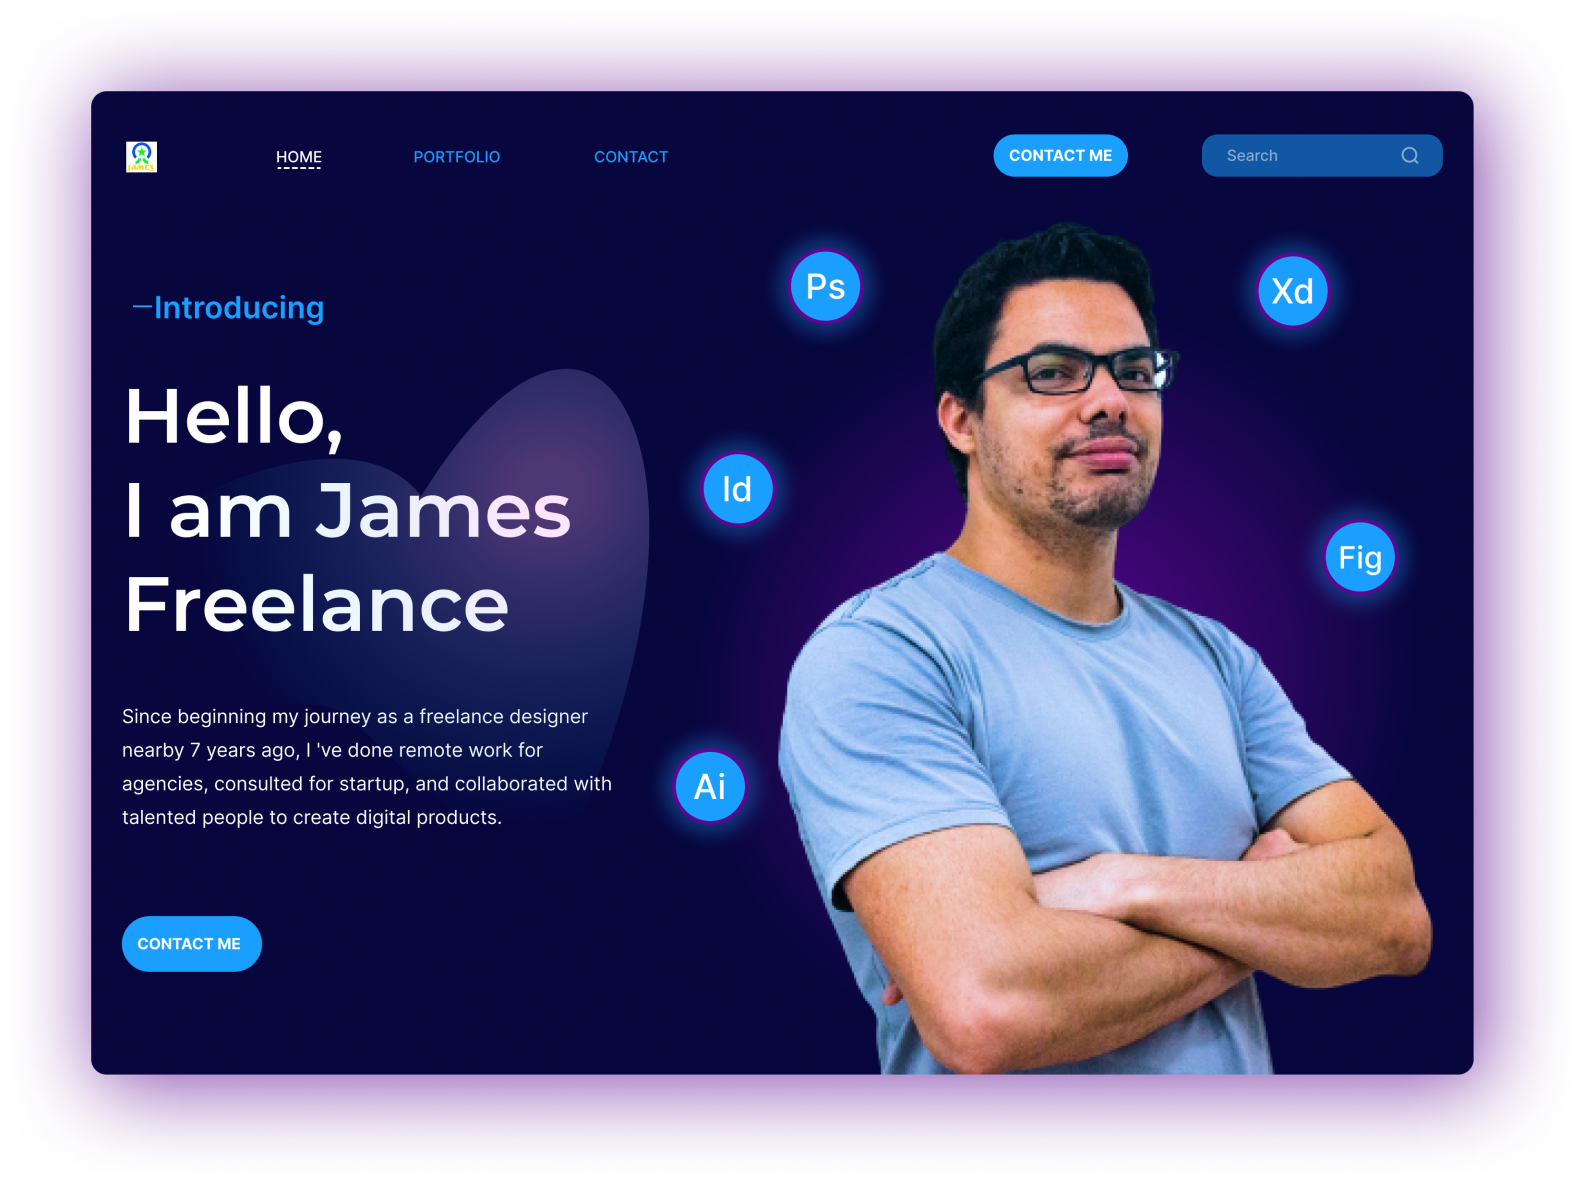 JAMES
HOME
PORTFOLIO
CONTACT
CONTACT ME
Search
—Introducing
Hello,
I am James
Freelance
Since beginning my journey as a freelance designer
nearby 7 years ago, I 've done remote work for
agencies, consulted for startup, and collaborated with
talented people to create digital products.
CONTACT ME
Ps
Xd
Id
Fig
Ai